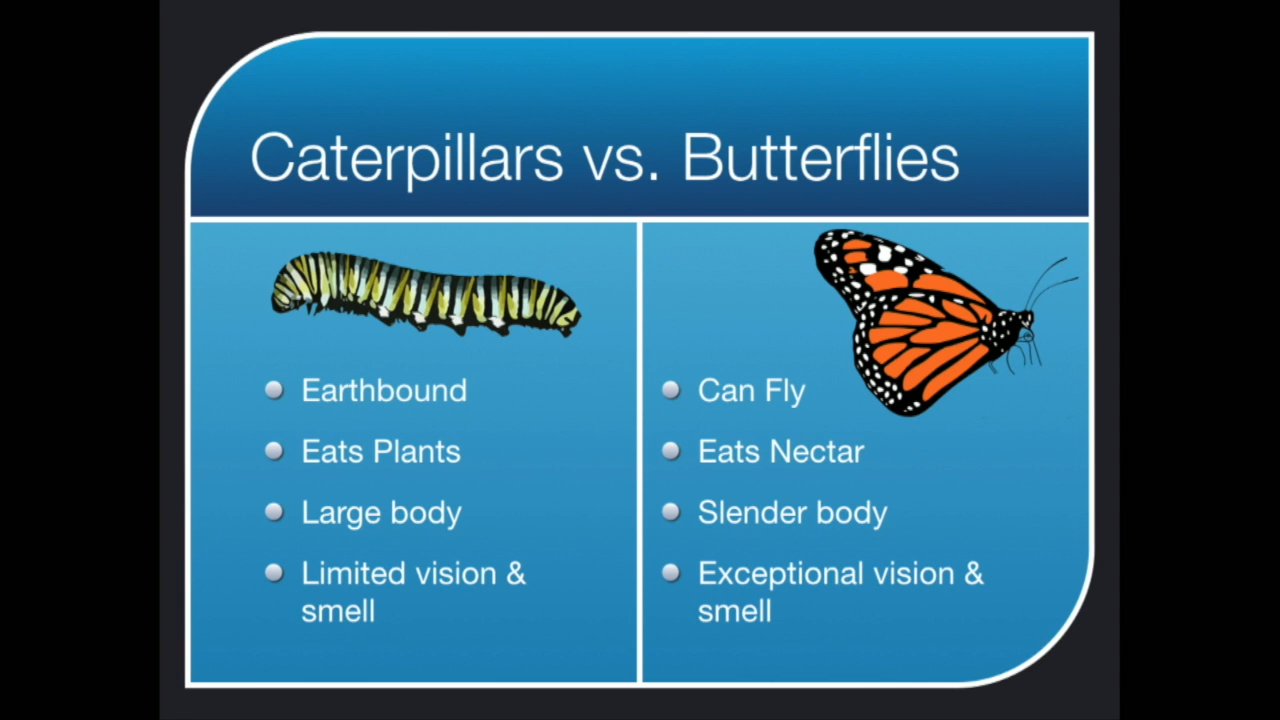 Caterpillars vs. Butterflies
Earthbound
Eats Plants
Large body
Limited vision &
smell
Can Fly
Eats Nectar
Slender body
Exceptional vision &
smell